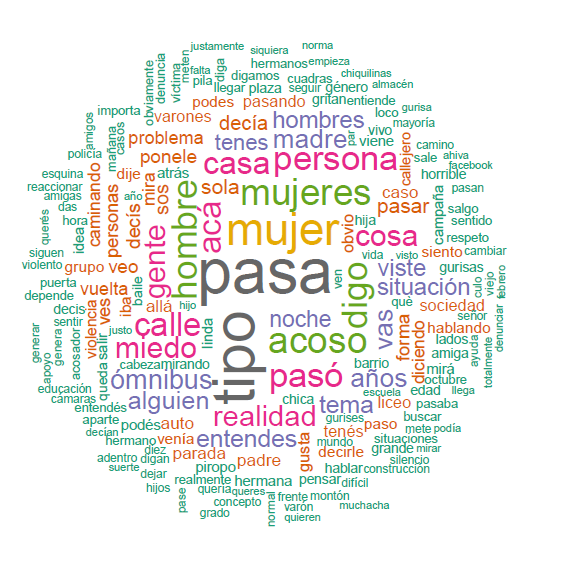 justamente siquiera norma
falta hermanos empieza
obviamente denuncia víctima meten pila diga digamos cuadras chiquilinas
llegar plaza seguir género almacén
importa varones podes pasando gritan entiende loco gurisa
amigos casos mañana problema decía hombres par vivo mayoría
policía ponele tenes madre viene callejero camino
esquina dije atrás casa persona sale ahiva
reaccionar caminando personas decís mira sos sola mujeres obvio caso horrible facebook
amigas año acá hija pasar campaña pasan
querés das hora idea gente hombre mujer cosa salgo sentido
siguen grupo veo vida visto siento respeto cambiar
violento puerta vuelta baile pasa ven viste gurisas qué culo viejo febrero
depende ves iba allá hijo digo situación señor
decis calle linda tipo noche vas sociedad
generar sentir genera violencia salir justo acoso forma diciendo hablando denunciar
apoyo acosador queda miedo barrio lados ayuda
cabeza mirando amiga totalmente
educación ómnibus pasó años mirá octubre
cámaras alguien chica escuela edad llega
entendés realidad tema liceo pasaba
aparte podés auto gurises tenés paso buscar
decían hermano venía entendes mundo mete podía
diez parada gusta decirle situaciones
adentro digan piropo padre grande mirar
suerte realmente hablar silencio
dejar hermana pensar construcción
hijos quería queres difícil
pase concepto frente montón
grado normal varón muchacha
quieren